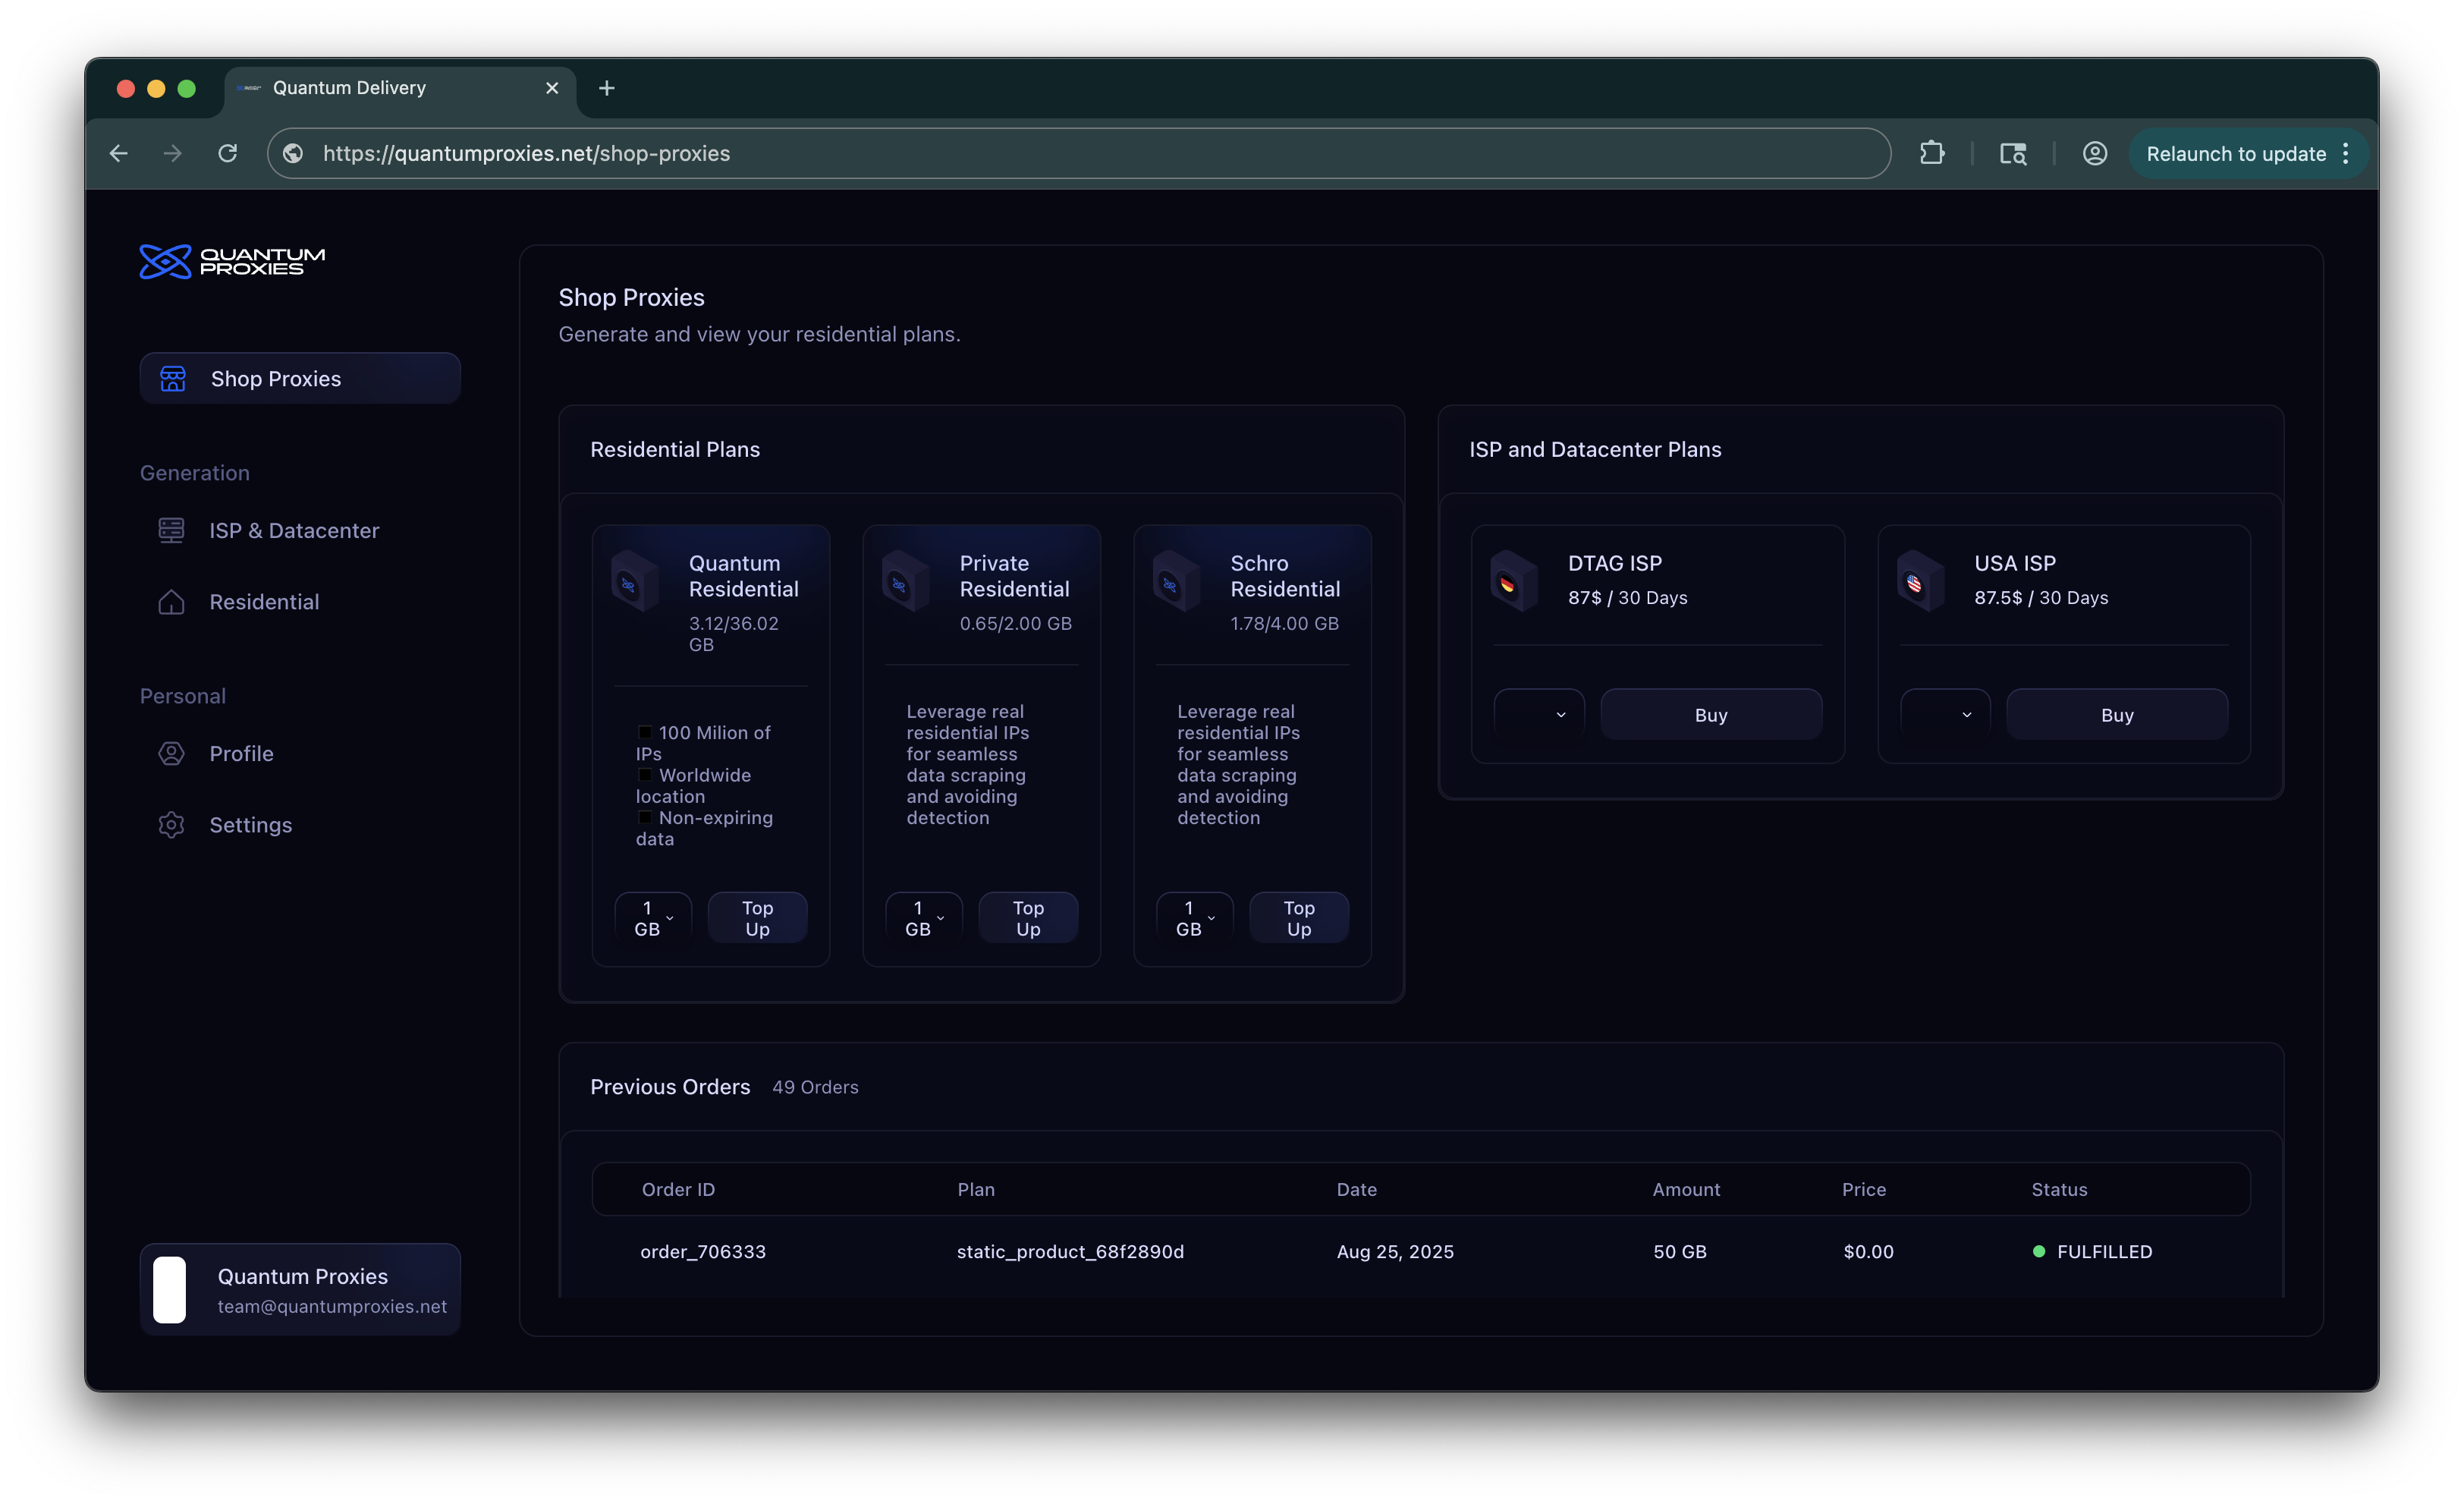 Quantum Delivery
https://quantumproxies.net/shop-proxies
Relaunch to update
QUANTUM
PROXIES
Shop Proxies
Generation
ISP & Datacenter
Residential
Personal
Profile
Settings
Quantum Proxies
team@quantumproxies.net
Shop Proxies
Generate and view your residential plans.
Residential Plans
Quantum
Residential
3.12/36.02
GB
100 Milion of
IPs
Worldwide
location
Non-expiring
data
1
GB
Top
Up
Private
Residential
0.65/2.00 GB
Leverage real
residential IPs
for seamless
data scraping
and avoiding
detection
1
GB
Top
Up
Schro
Residential
1.78/4.00 GB
Leverage real
residential IPs
for seamless
data scraping
and avoiding
detection
1
GB
Top
Up
ISP and Datacenter Plans
DTAG ISP
87$ / 30 Days
Buy
USA ISP
87.5$ / 30 Days
Buy
Previous Orders 49 Orders
Order ID Plan Date Amount Price Status
order_706333 static_product_68f2890d Aug 25, 2025 50 GB $0.00 FULFILLED